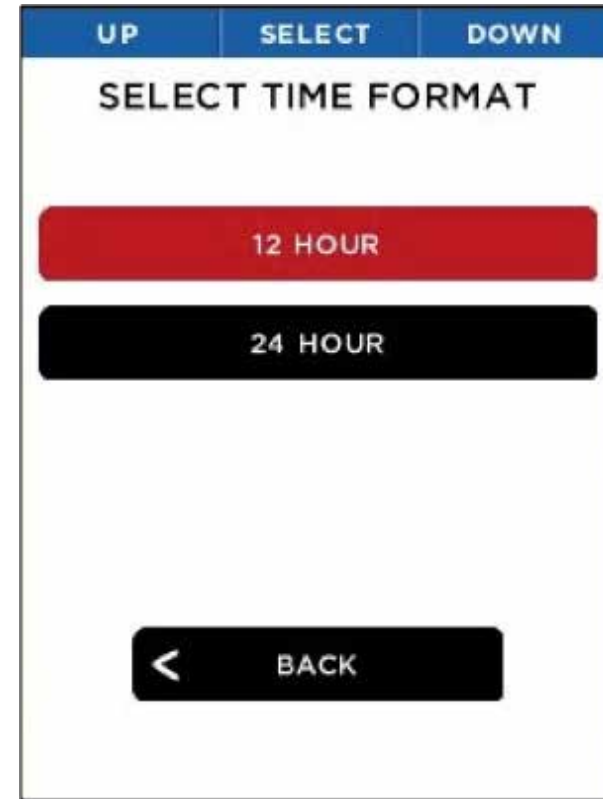 UP SELECT DOWN
SELECT TIME FORMAT
12 HOUR
24 HOUR
< BACK